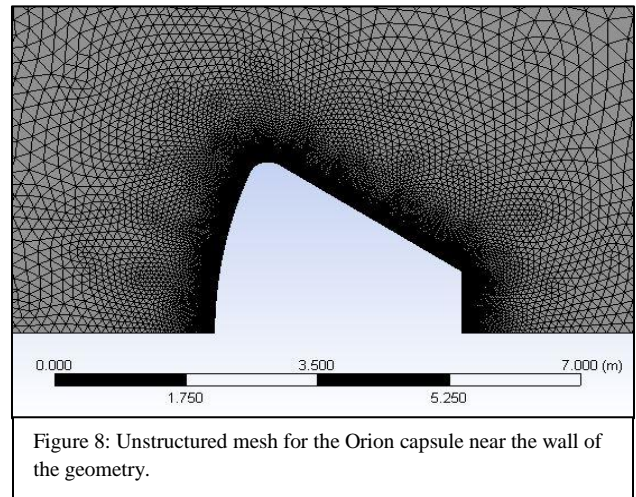 0.000 3.500 7.000 (m)
1.750 5.250
Figure 8: Unstructured mesh for the Orion capsule near the wall of
the geometry.